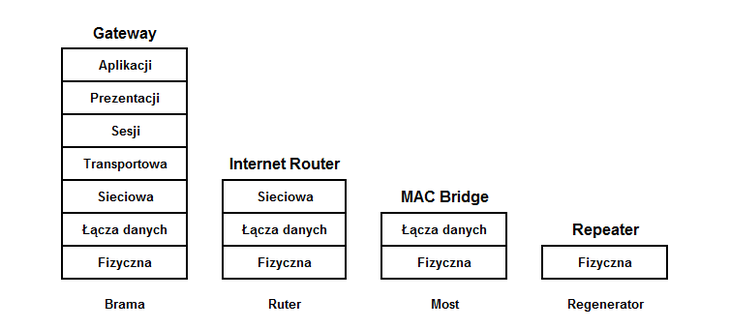 Gateway
Aplikacji
Prezentacji
Sesji
Transportowa
Sieciowa
Łącza danych
Fizyczna
Brama
Internet Router
Sieciowa
Łącza danych
Fizyczna
Ruter
MAC Bridge
Łącza danych
Fizyczna
Most
Repeater
Fizyczna
Regenerator